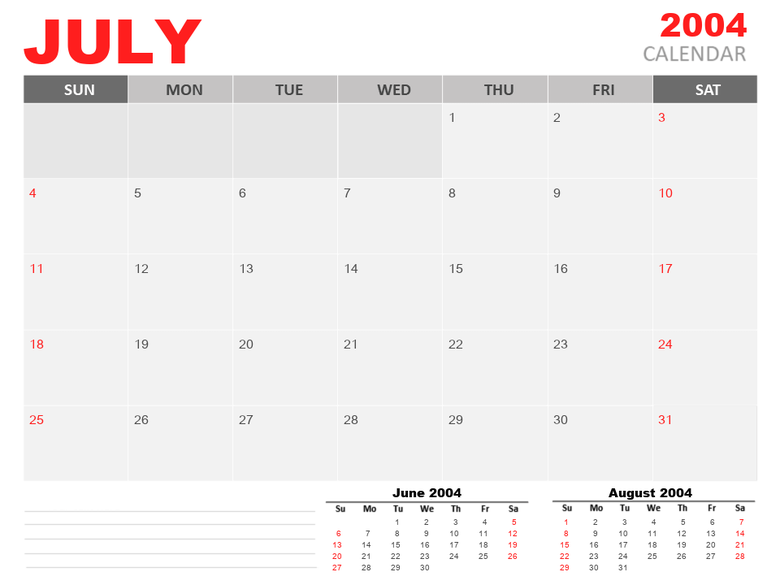 JULY
2004
CALENDAR
SUN MON TUE WED THU FRI SAT
1 2 3
4 5 6 7 8 9 10
11 12 13 14 15 16 17
18 19 20 21 22 23 24
25 26 27 28 29 30 31
June 2004
Su Mo Tu We Th Fr Sa
1 2 3 4 5
6 7 8 9 10 11 12
13 14 15 16 17 18 19
20 21 22 23 24 25 26
27 28 29 30
August 2004
Su Mo Tu We Th Fr Sa
1 2 3 4 5 6 7
8 9 10 11 12 13 14
15 16 17 18 19 20 21
22 23 24 25 26 27 28
29 30 31